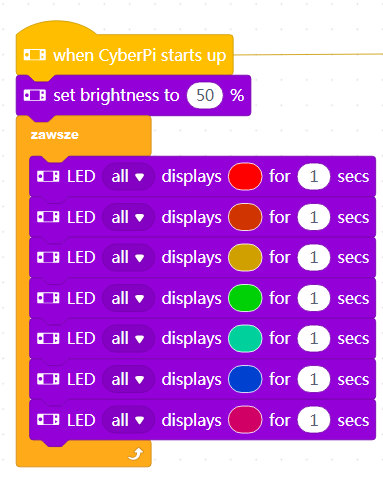 when CyberPi starts up
set brightness to 50 %
zawsze
LED all displays for 1 secs
LED all displays for 1 secs
LED all displays for 1 secs
LED all displays for 1 secs
LED all displays for 1 secs
LED all displays for 1 secs
LED all displays for 1 secs